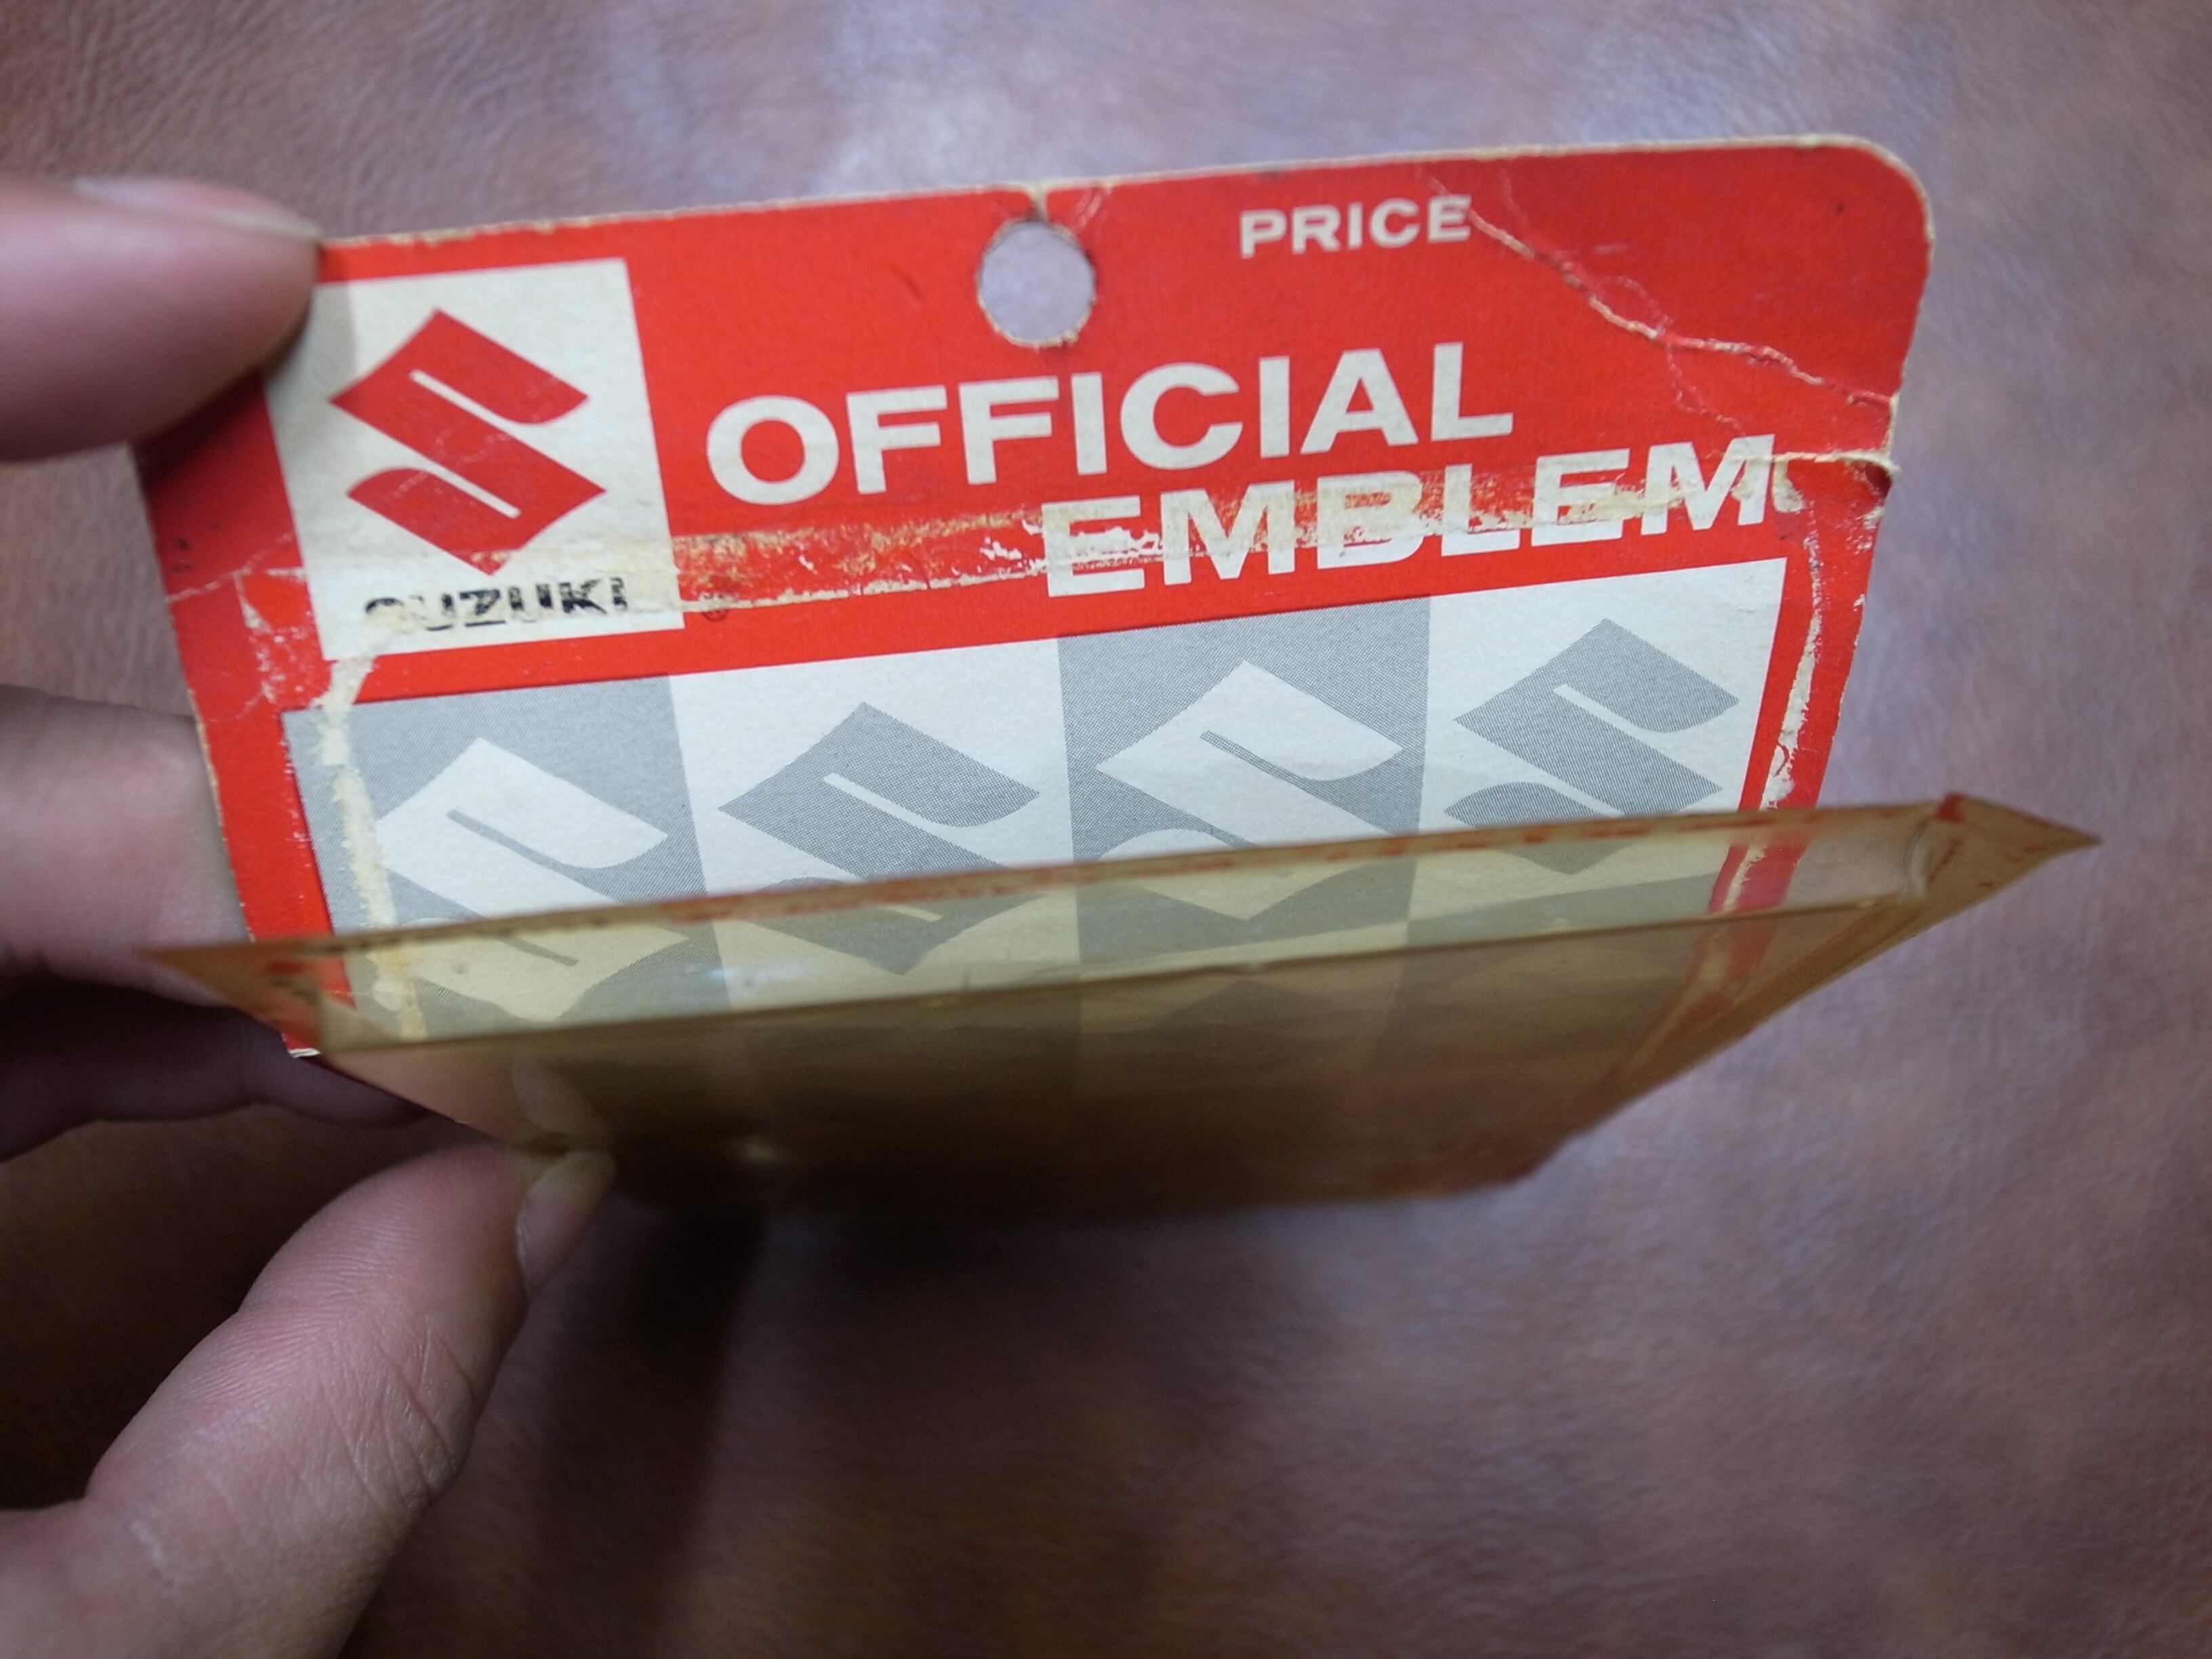 PRICE
OFFICIAL
EMBLEM
SUZUKI
®